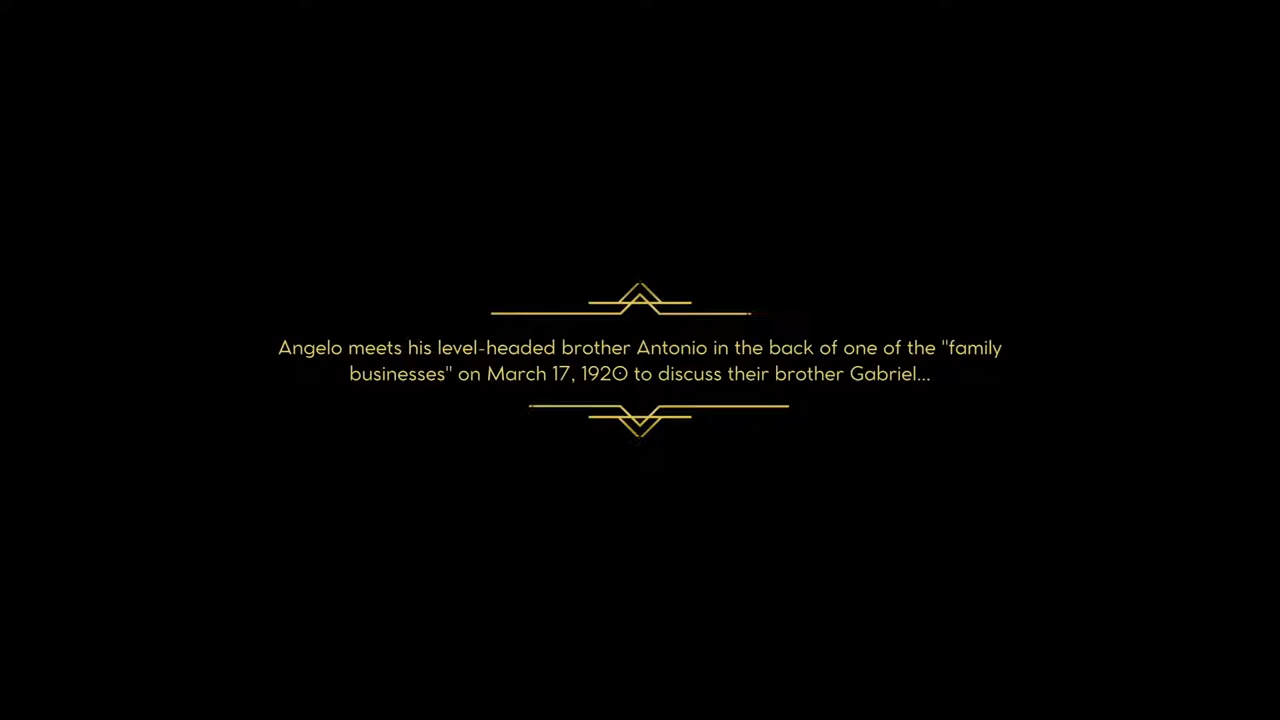 Angelo meets his level-headed brother Antonio in the back of one of the "family
businesses" on March 17, 1920 to discuss their brother Gabriel...